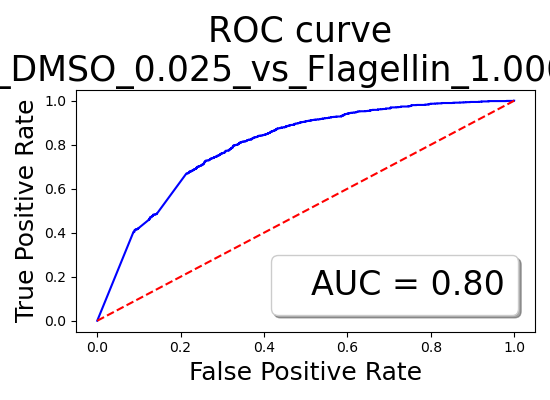 ROC curve
_DMSO_0.025_vs_Flagellin_1.000
1.0
0.8
0.6
0.4
0.2
0.0
True Positive Rate
AUC = 0.80
0.0 0.2 0.4 0.6 0.8 1.0
False Positive Rate